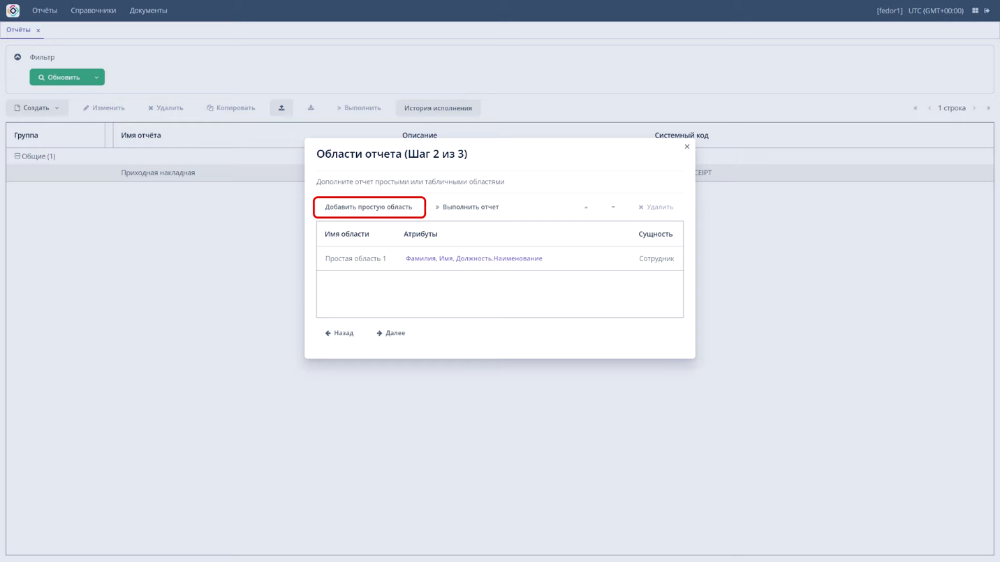 Отчёты Справочники Документы [fedor1] UTC (GMT+00:00)
Отчёты ×
Фильтр
Обновить
Создать Изменить Удалить Копировать Выполнить История исполнения « ‹ 1 строка › »
Группа Имя отчёта Описание Системный код
Общие (1)
Приходная накладная CEIPT
Области отчета (Шаг 2 из 3)
Дополните отчет простыми или табличными областями
Добавить простую область » Выполнить отчет Удалить
Имя области Атрибуты Сущность
Простая область 1 Фамилия, Имя, Должность.Наименование Сотрудник
Назад Далее